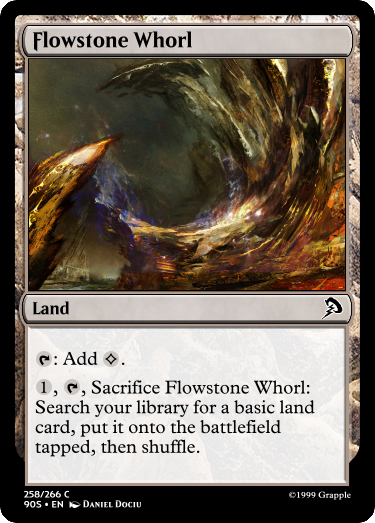 Flowstone Whorl
Land
: Add .
1, , Sacrifice Flowstone Whorl:
Search your library for a basic land
card, put it onto the battlefield
tapped, then shuffle.
258/266 C
90S • EN DANIEL DOCIU
©1999 Grapple